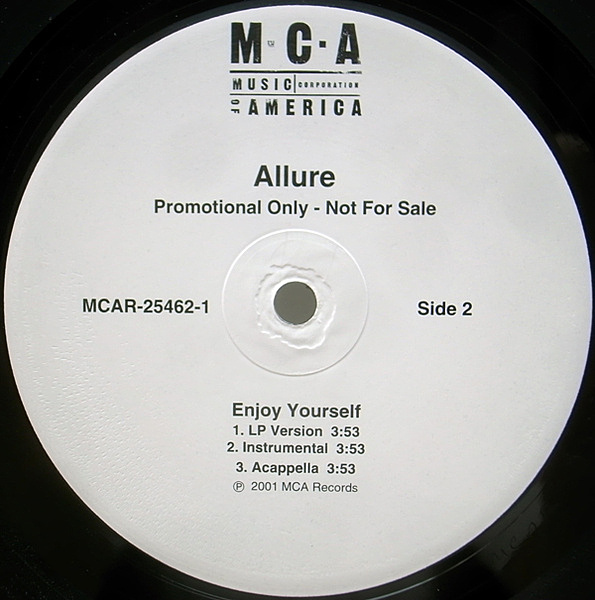 M·C·A
MUSIC CORPORATION
OF AMERICA
Allure
Promotional Only - Not For Sale
MCAR-25462-1 Side 2
Enjoy Yourself
1. LP Version 3:53
2. Instrumental 3:53
3. Acappella 3:53
℗ 2001 MCA Records